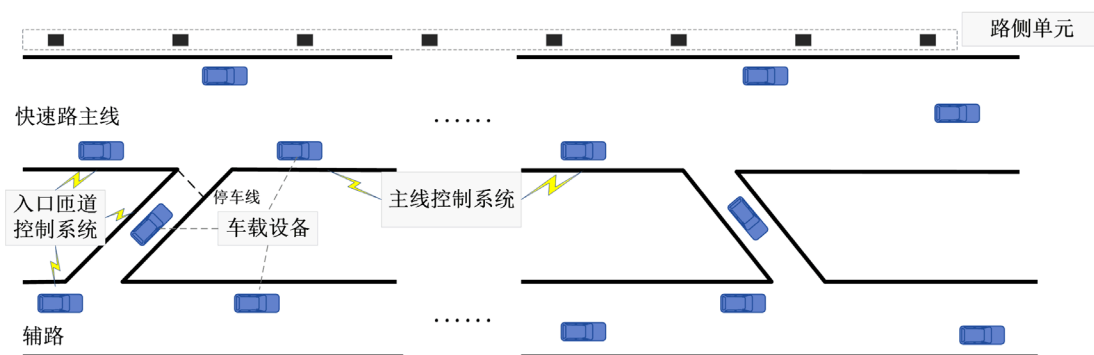 路侧单元
快速路主线
……
停车线
入口匝道
控制系统
车载设备
主线控制系统
……
辅路